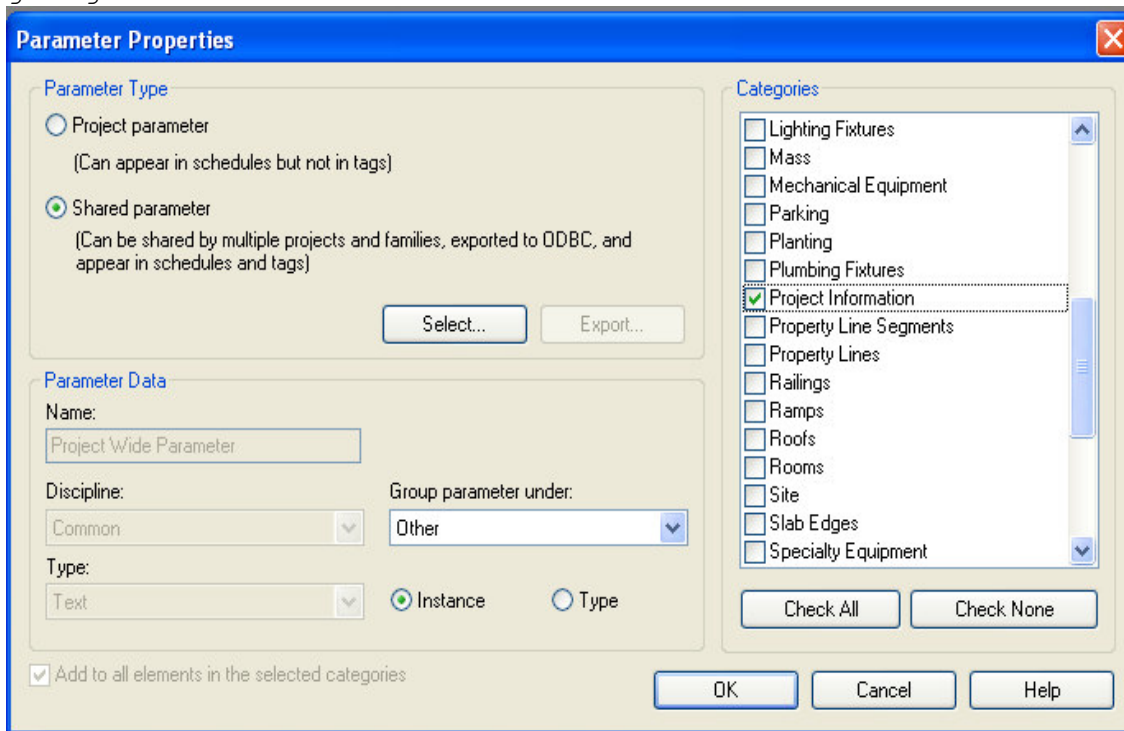 Parameter Properties
Parameter Type
Project parameter
(Can appear in schedules but not in tags)
Shared parameter
(Can be shared by multiple projects and families, exported to ODBC, and
appear in schedules and tags)
Select...
Export...
Parameter Data
Name:
Project Wide Parameter
Discipline:
Common
Group parameter under:
Other
Type:
Text
Instance
Type
Add to all elements in the selected categories
Categories
Lighting Fixtures
Mass
Mechanical Equipment
Parking
Planting
Plumbing Fixtures
Project Information
Property Line Segments
Property Lines
Railings
Ramps
Roofs
Rooms
Site
Slab Edges
Specialty Equipment
Check All
Check None
OK
Cancel
Help